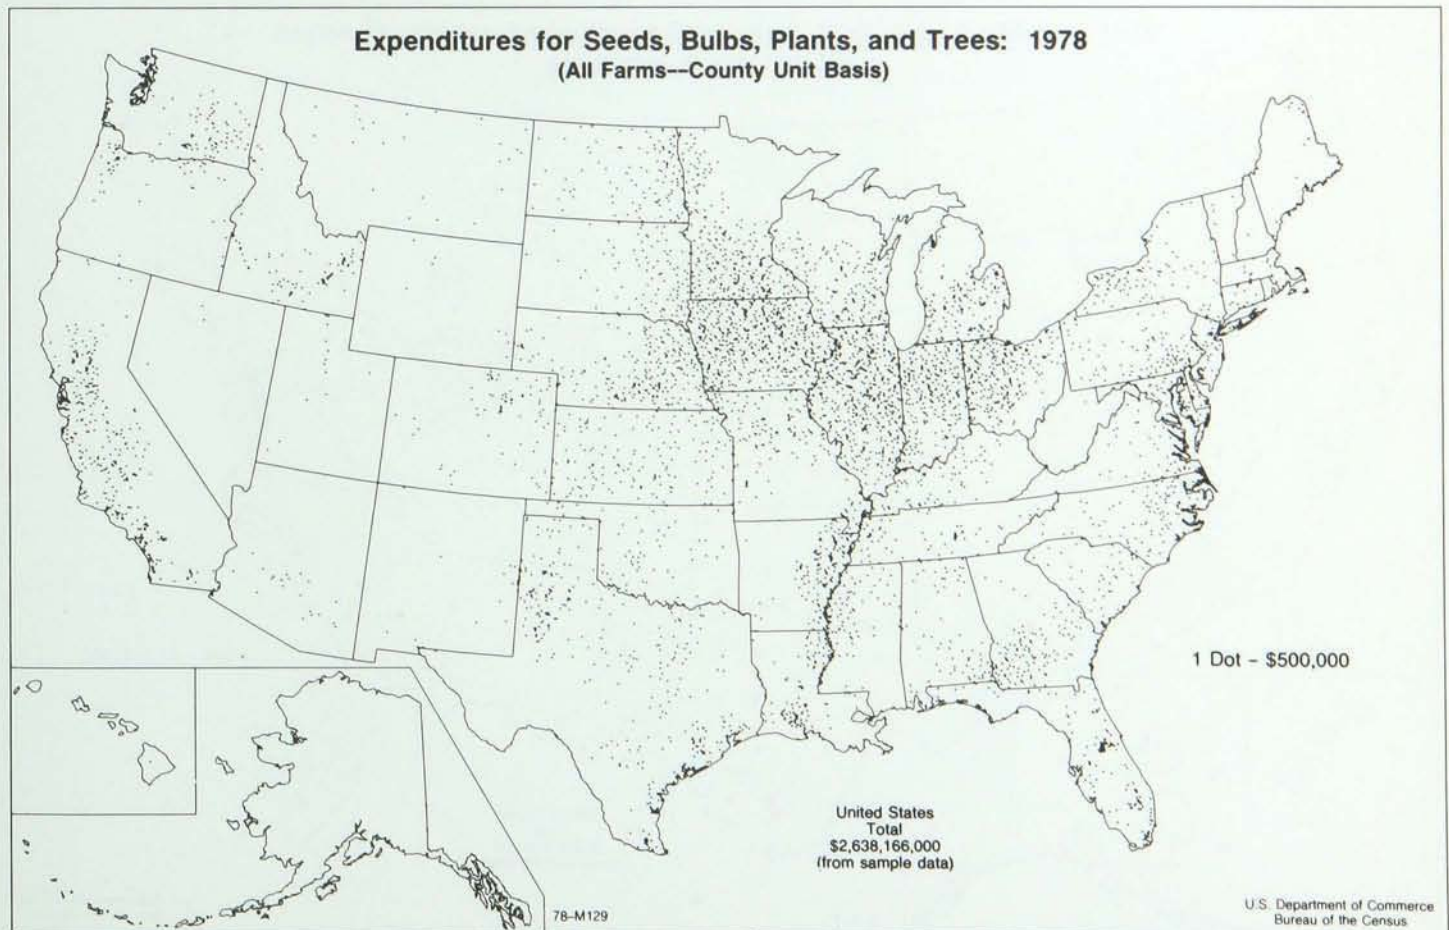 Expenditures for Seeds, Bulbs, Plants, and Trees: 1978
(All Farms--County Unit Basis)
1 Dot - $500,000
United States
Total
$2,638,166,000
(from sample data)
78-M129
U.S. Department of Commerce
Bureau of the Census